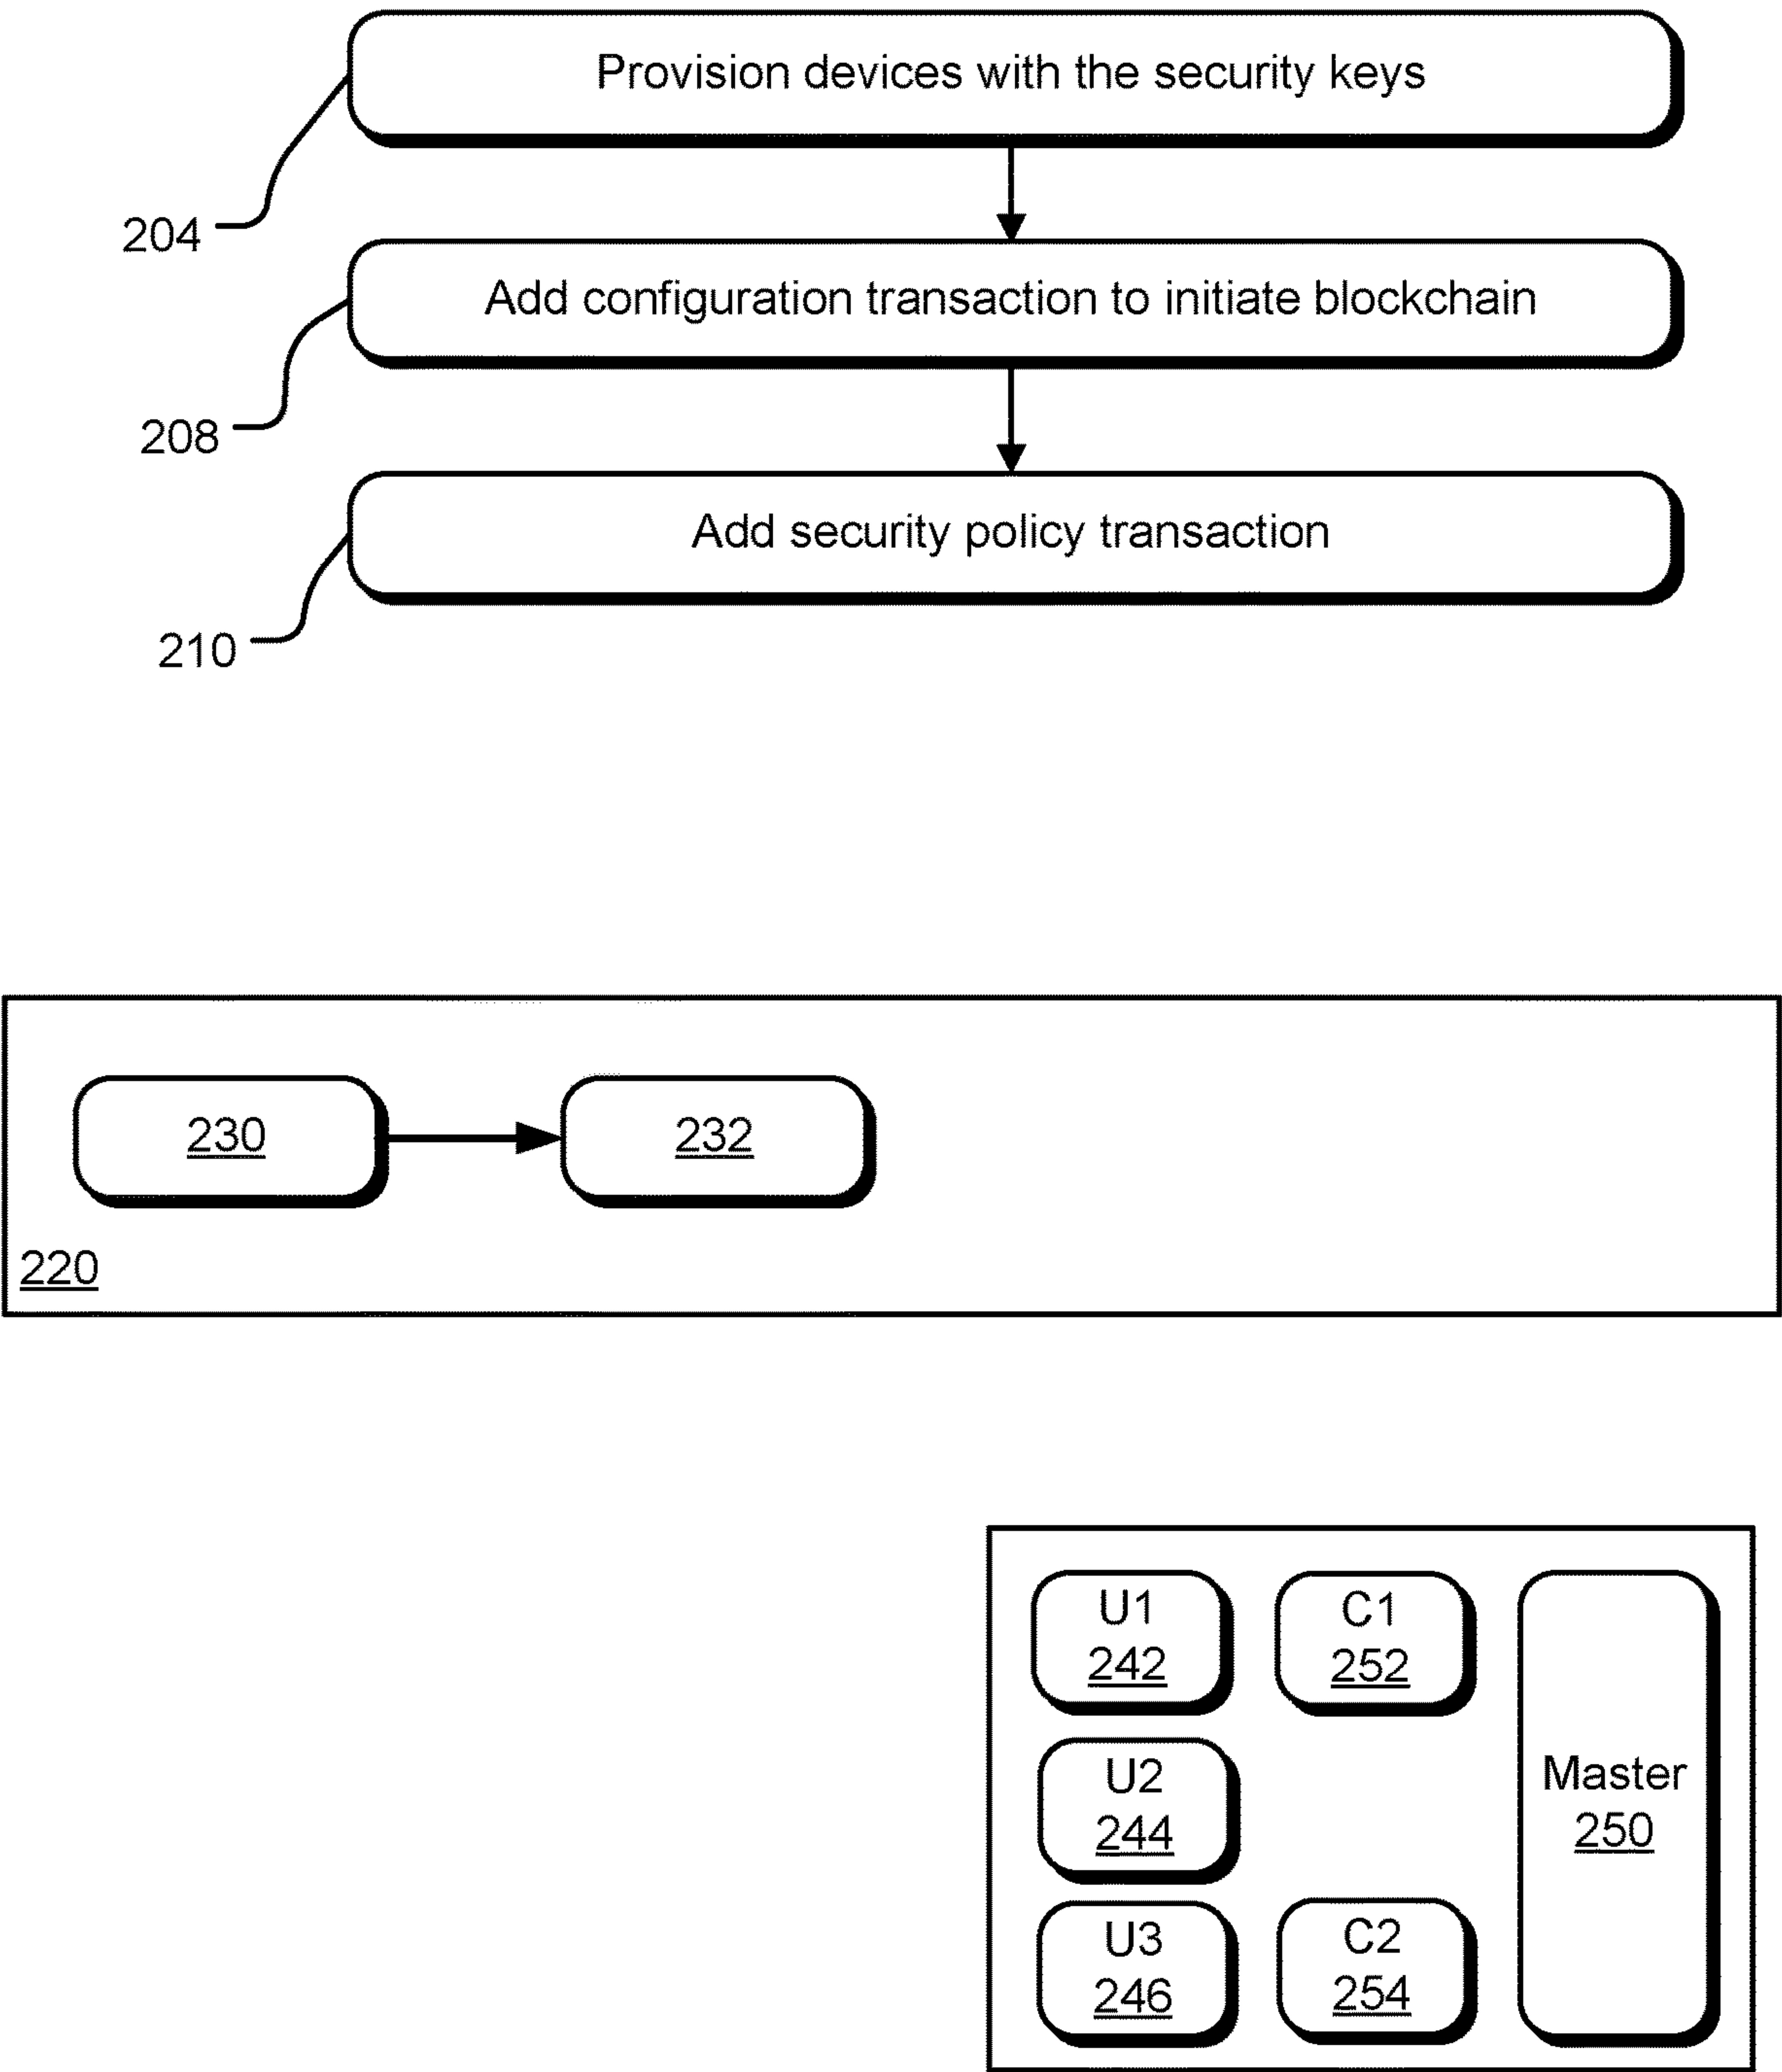 Provision devices with the security keys
204
Add configuration transaction to initiate blockchain
208
Add security policy transaction
210
230
232
220
U1
242
C1
252
U2
244
Master
250
U3
246
C2
254